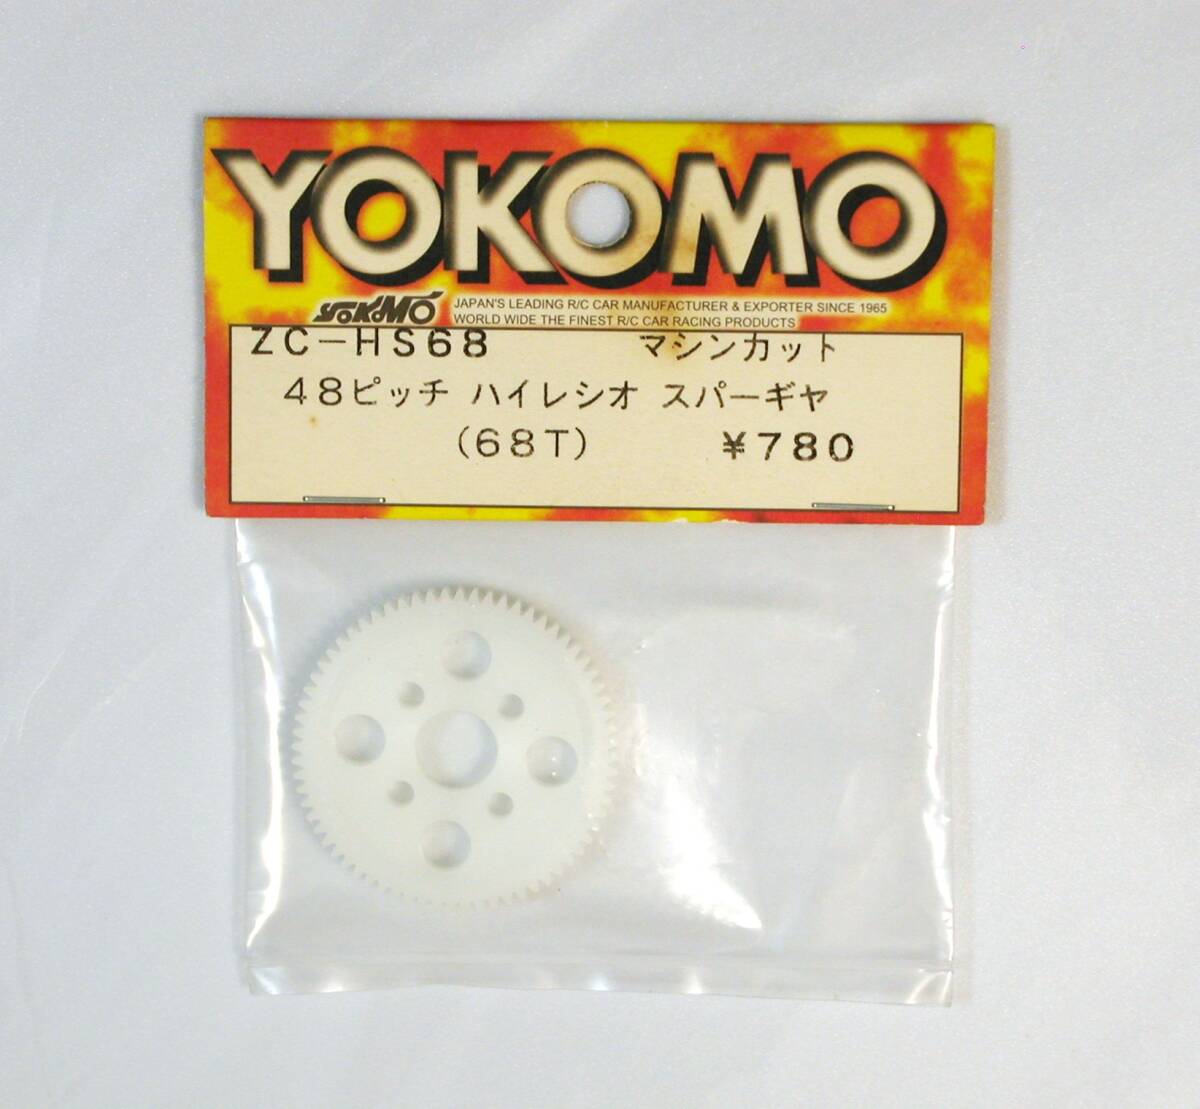 YOKOMO
YOKOMO JAPAN'S LEADING R/C CAR MANUFACTURER & EXPORTER SINCE 1965
WORLD WIDE THE FINEST R/C CAR RACING PRODUCTS
ZC-HS68 マシンカット
48ピッチ ハイレシオ スパーギヤ
(68T) ¥780